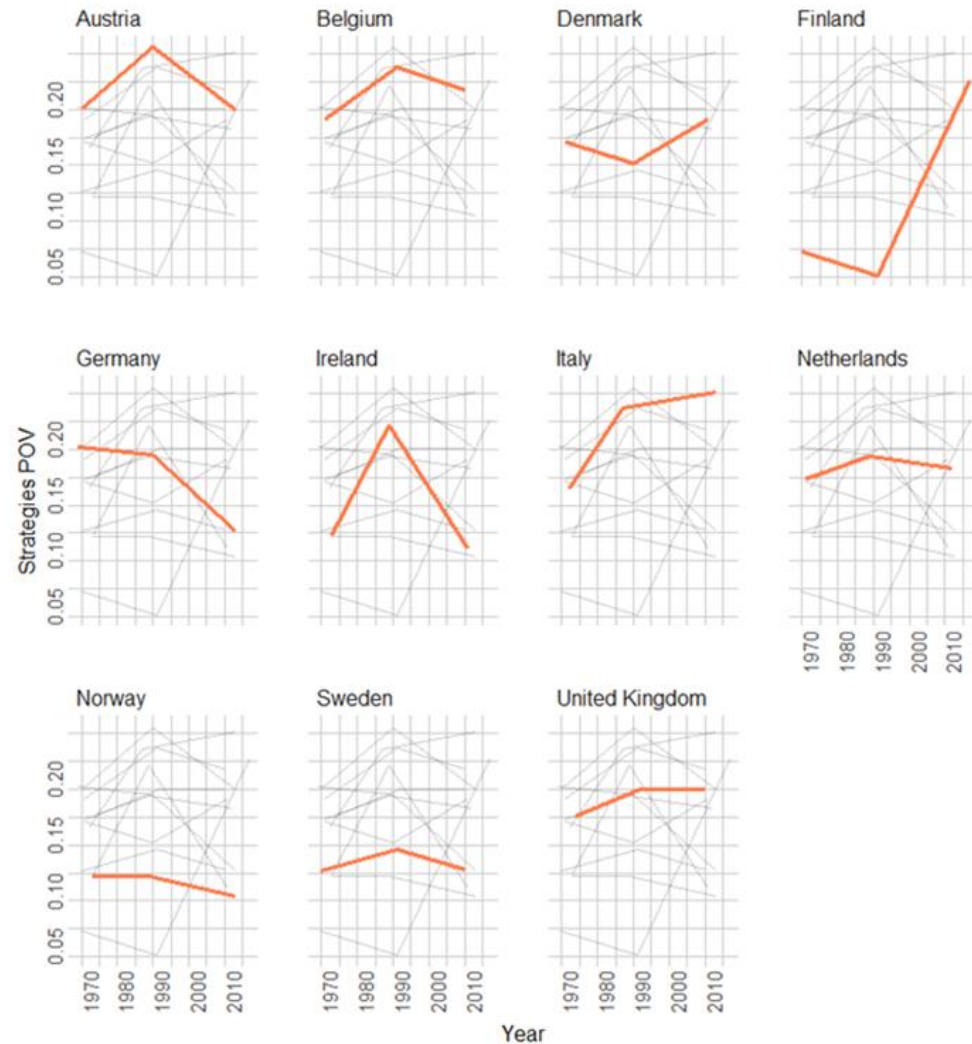 Austria Belgium Denmark Finland
0.20
0.15
0.10
0.05
Germany Ireland Italy Netherlands
Strategies POV
0.20
0.15
0.10
0.05
1970 1980 1990 2000 2010
Norway Sweden United Kingdom
0.20
0.15
0.10
0.05
1970 1980 1990 2000 2010 1970 1980 1990 2000 2010 1970 1980 1990 2000 2010
Year